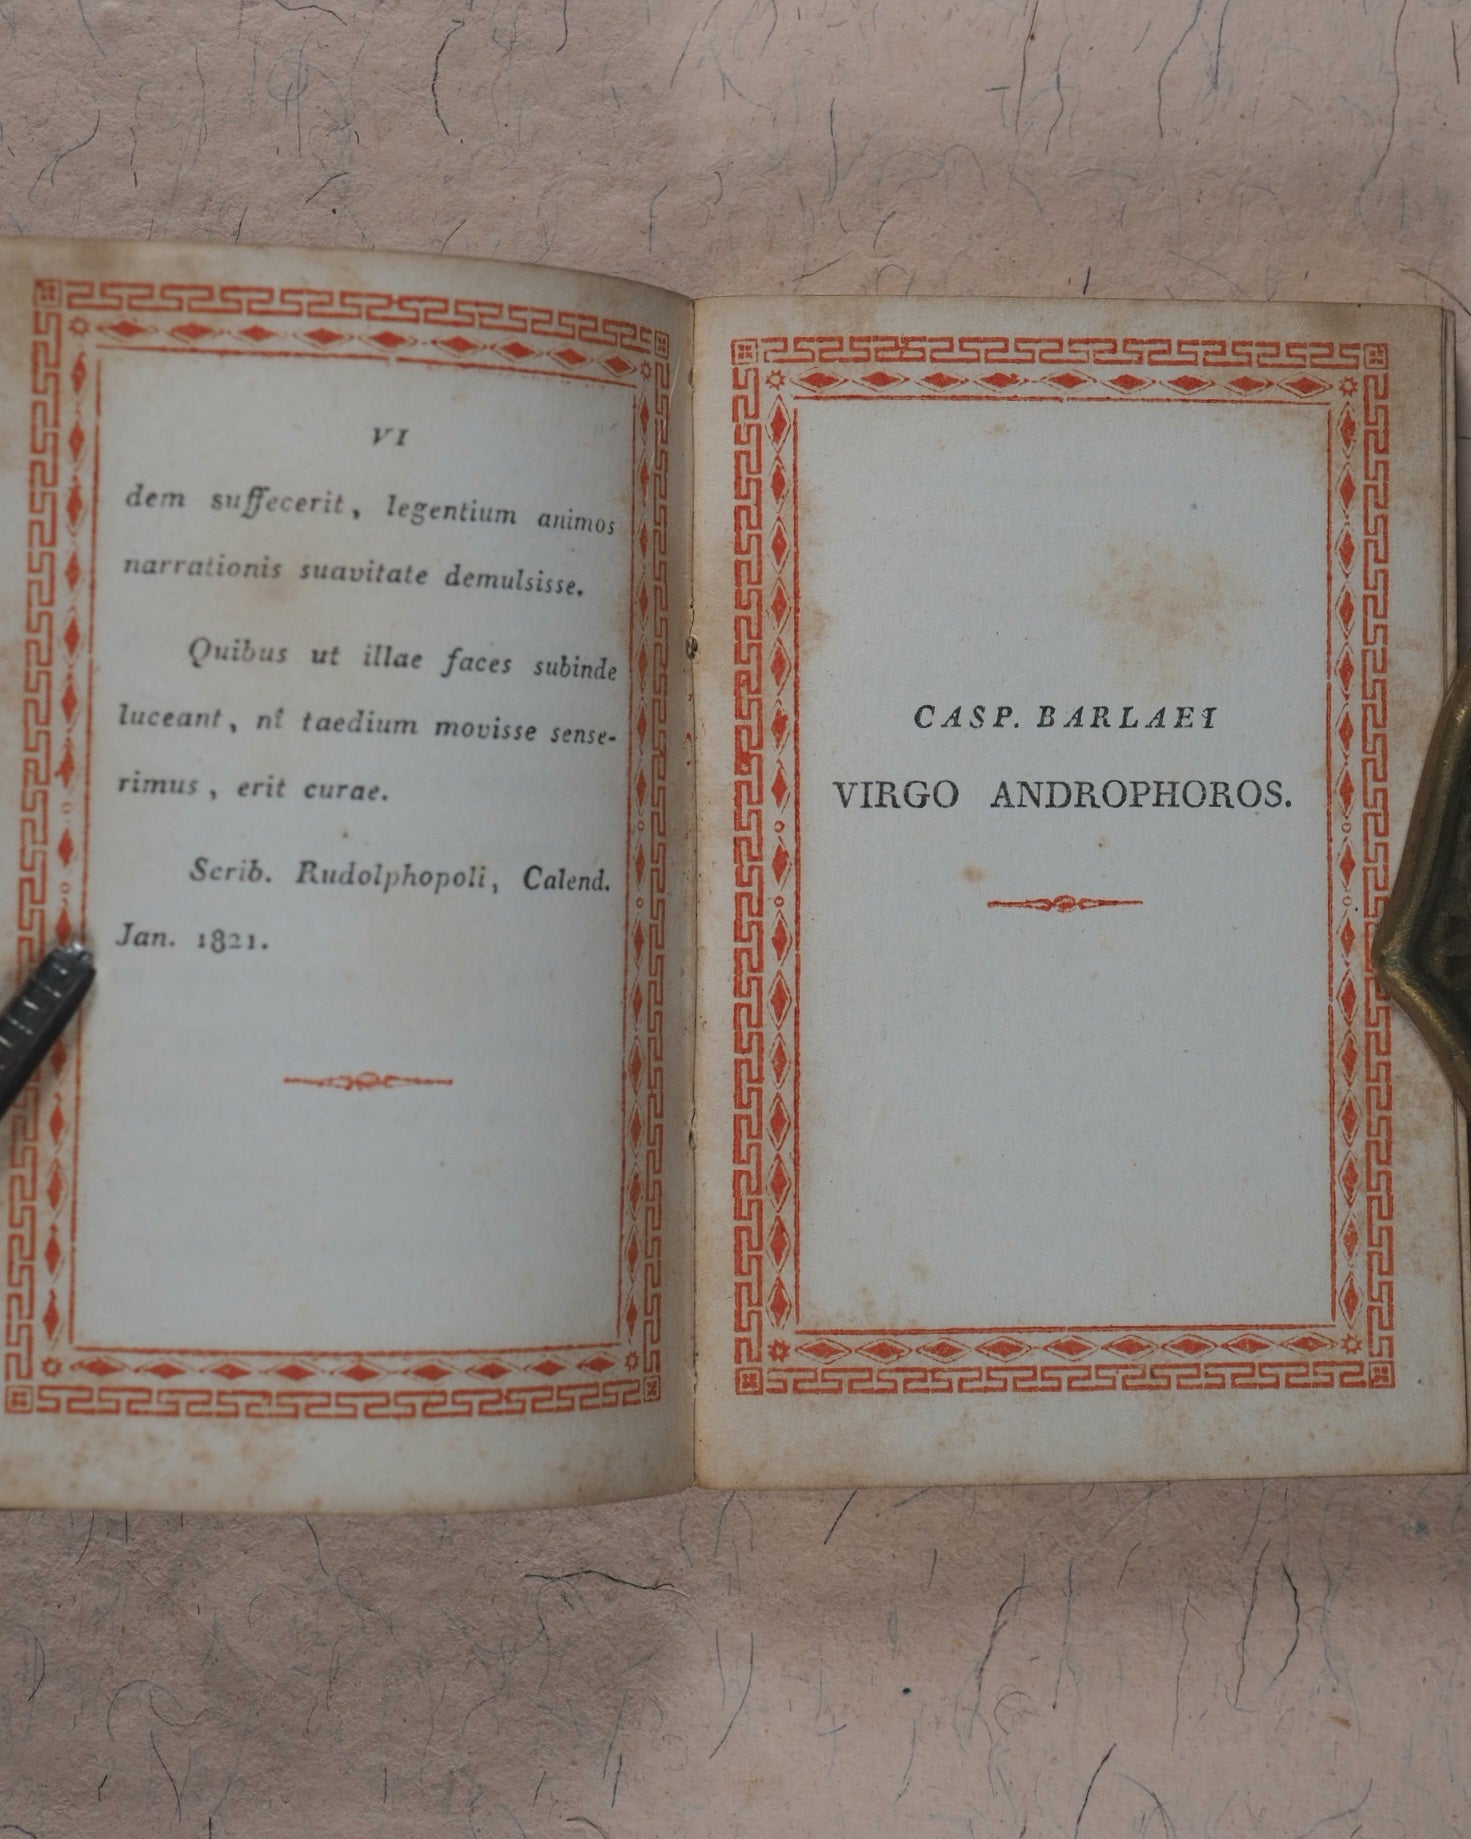 VI
dem suffecerit, legentium animos
narrationis suavitate demulsisse.
Quibus ut illae faces subinde
luceant, ni taedium movisse sense-
rimus, erit curae.
Scrib. Rudolphopoli, Calend.
Jan. 1821.
CASP. BARLAEI
VIRGO ANDROPHOROS.